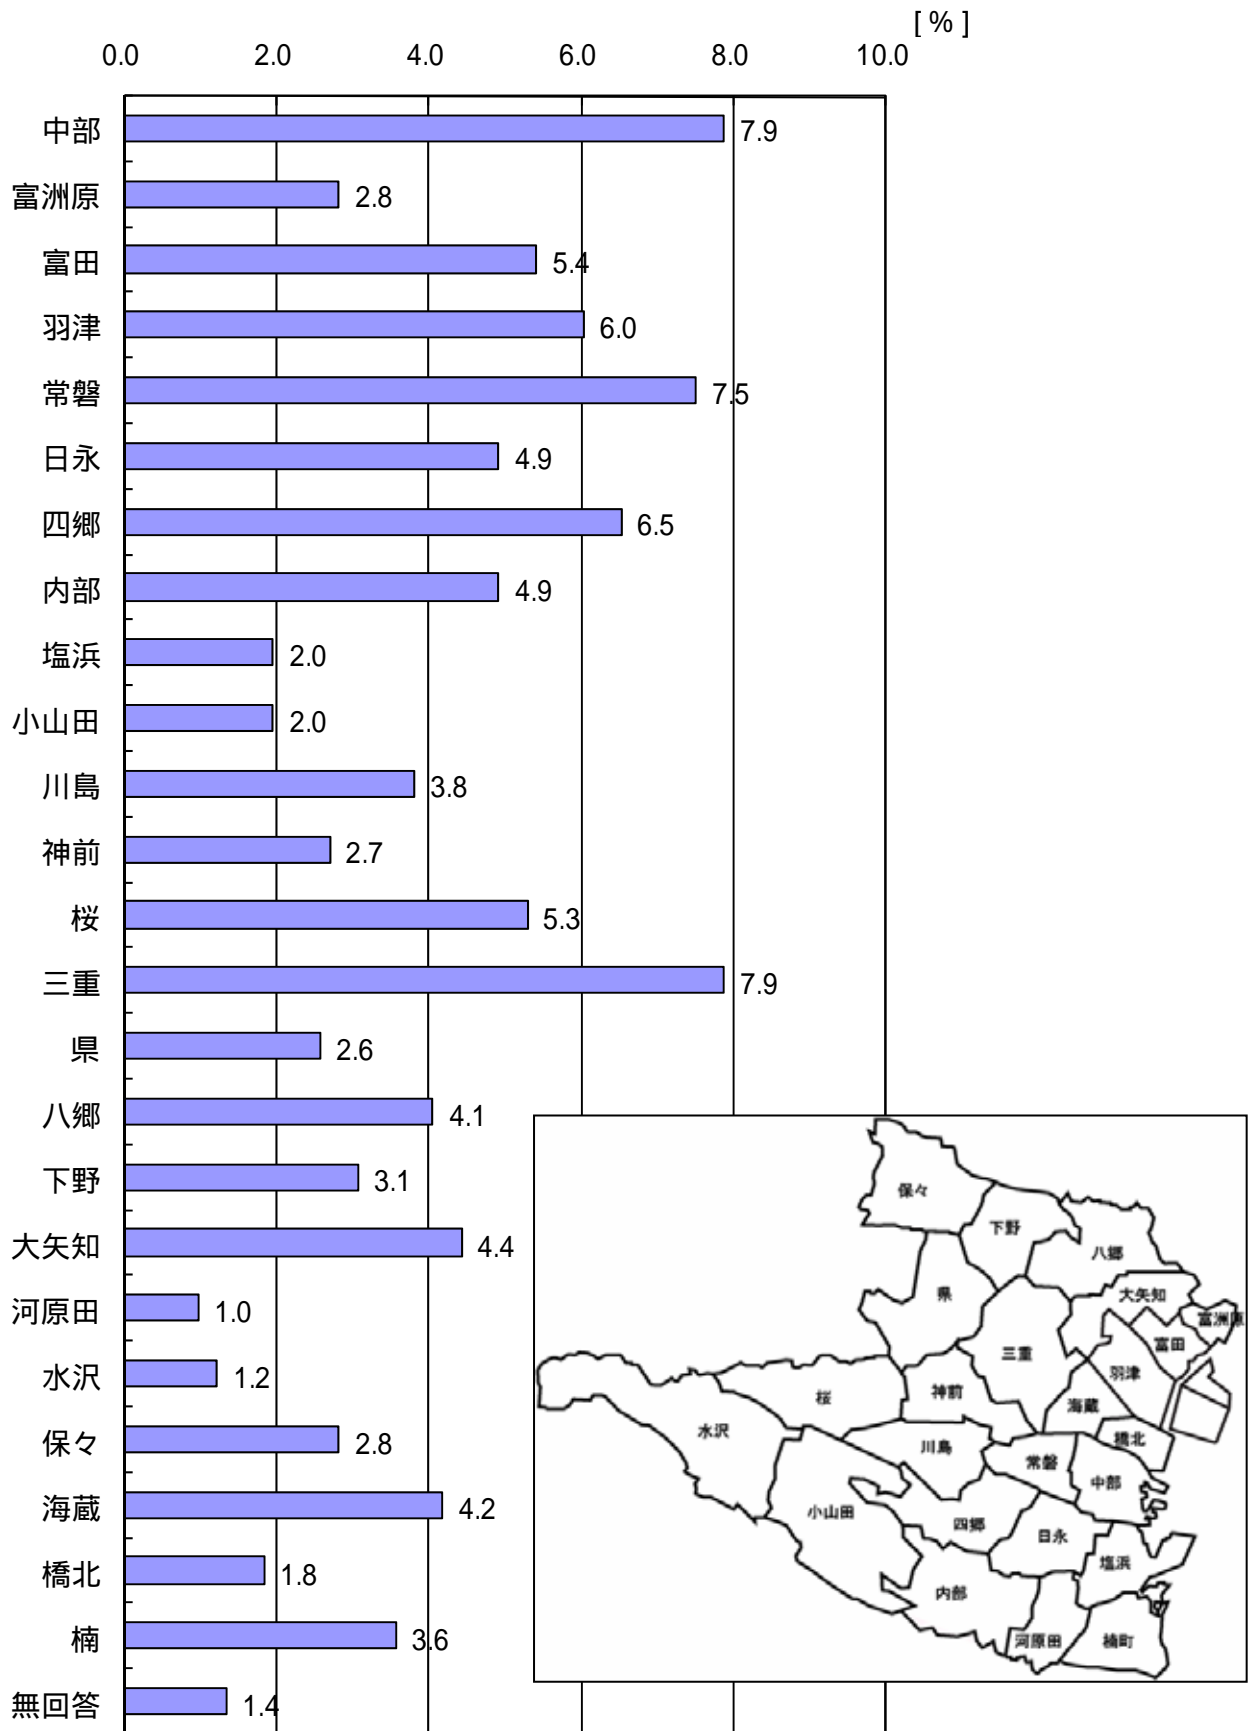 [ % ]
0.0 2.0 4.0 6.0 8.0 10.0
中部 7.9
富洲原 2.8
富田 5.4
羽津 6.0
常磐 7.5
日永 4.9
四郷 6.5
内部 4.9
塩浜 2.0
小山田 2.0
川島 3.8
神前 2.7
桜 5.3
三重 7.9
県 2.6
八郷 4.1
下野 3.1
大矢知 4.4
河原田 1.0
水沢 1.2
保々 2.8
海蔵 4.2
橋北 1.8
楠 3.6
無回答 1.4
保々
下野
八郷
県
大矢知
富洲原
富田
三重
羽津
神前
桜
海蔵
水沢
橋北
川島
常磐
中部
小山田
四郷
日永
塩浜
内部
河原田
楠町